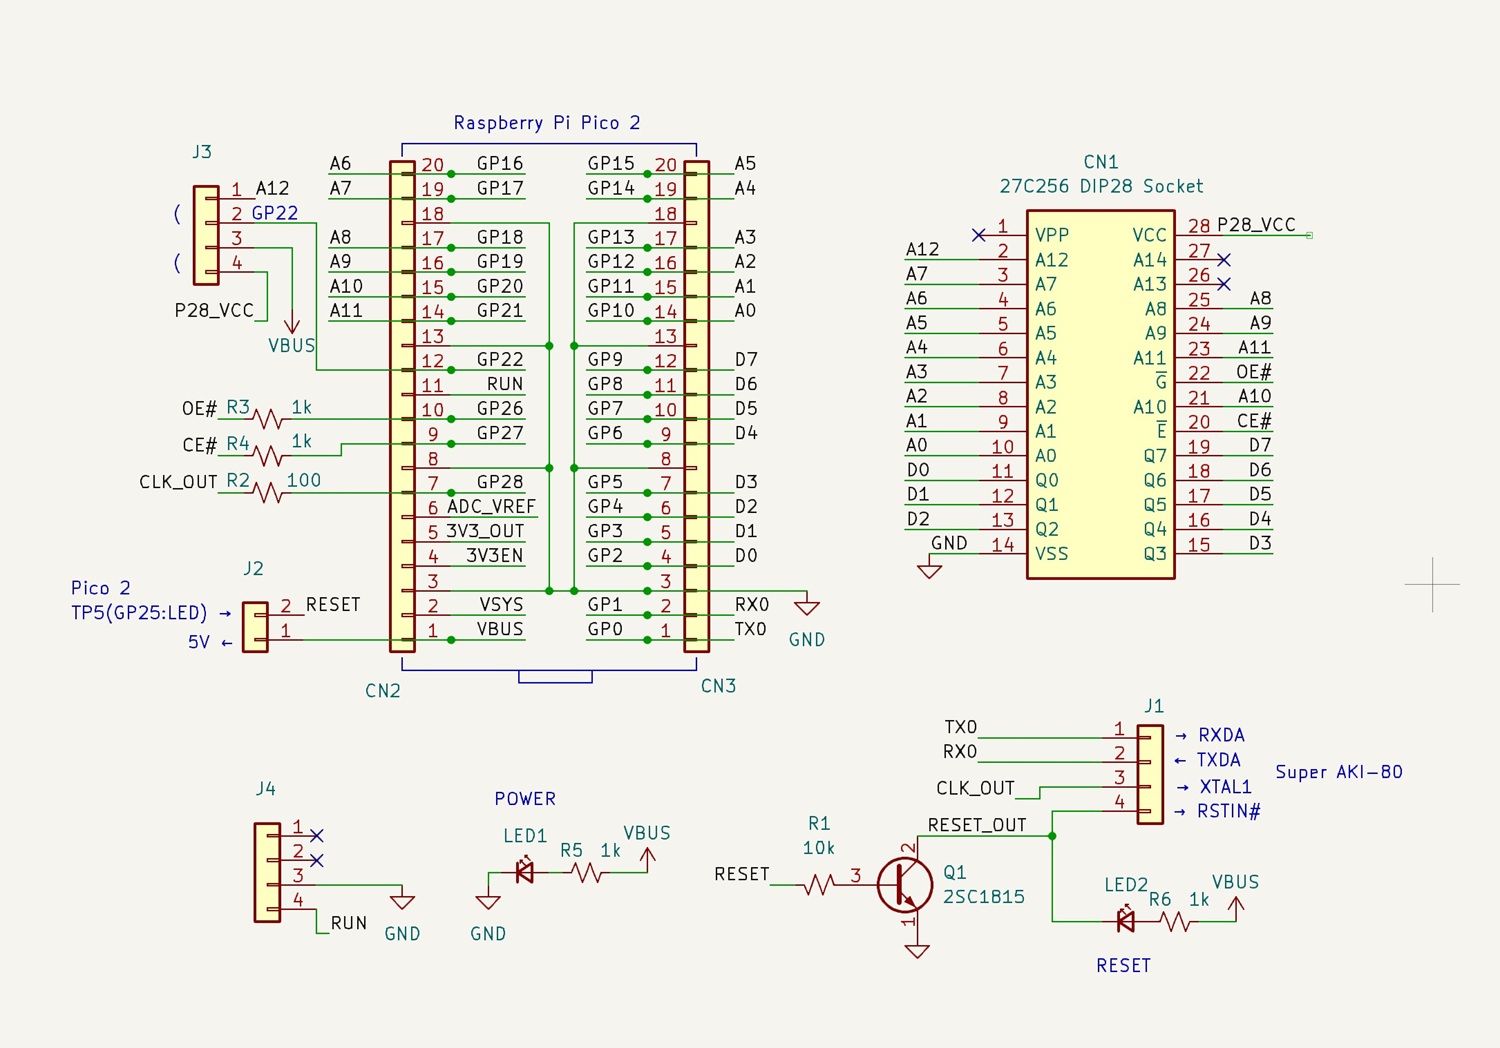 Raspberry Pi Pico 2
J3
1 A12
( 2 GP22
3
( 4
P28_VCC
VBUS
A6 20 GP16 GP15 20 A5
A7 19 GP17 GP14 19 A4
18 18
A8 17 GP18 GP13 17 A3
A9 16 GP19 GP12 16 A2
A10 15 GP20 GP11 15 A1
A11 14 GP21 GP10 14 A0
13 13
12 GP22 GP9 12 D7
11 RUN GP8 11 D6
OE# R3 1k 10 GP26 GP7 10 D5
CE# R4 1k 9 GP27 GP6 9 D4
8 8
CLK_OUT R2 100 7 GP28 GP5 7 D3
6 ADC_VREF GP4 6 D2
5 3V3_OUT GP3 5 D1
4 3V3EN GP2 4 D0
3 3
2 VSYS GP1 2 RX0
1 VBUS GP0 1 TX0
GND
CN2
CN3
J2
Pico 2
TP5(GP25:LED) → 2 RESET
5V ← 1
CN1
27C256 DIP28 Socket
1 VPP VCC 28 P28_VCC
A12 2 A12 A14 27
A7 3 A7 A13 26
A6 4 A6 A8 25 A8
A5 5 A5 A9 24 A9
A4 6 A4 A11 23 A11
A3 7 A3 G̅ 22 OE#
A2 8 A2 A10 21 A10
A1 9 A1 E̅ 20 CE#
A0 10 A0 Q7 19 D7
D0 11 Q0 Q6 18 D6
D1 12 Q1 Q5 17 D5
D2 13 Q2 Q4 16 D4
GND 14 VSS Q3 15 D3
J1
TX0 1 → RXDA
RX0 2 ← TXDA
CLK_OUT 3 → XTAL1
4 → RSTIN#
Super AKI-80
J4
1
2
3
4
GND
RUN
POWER
LED1
R5 1k
VBUS
GND
R1
10k
RESET
3
2
1
Q1
2SC1815
RESET_OUT
LED2
R6 1k
VBUS
RESET